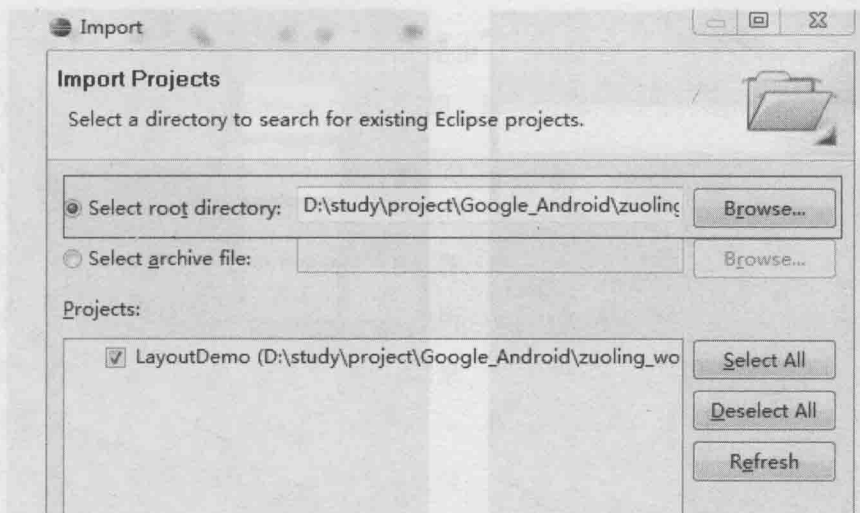 Import
Import Projects
Select a directory to search for existing Eclipse projects.
Select root directory: D:\study\project\Google_Android\zuoling Browse...
Select archive file: Browse...
Projects:
LayoutDemo (D:\study\project\Google_Android\zuoling_wo
Select All
Deselect All
Refresh